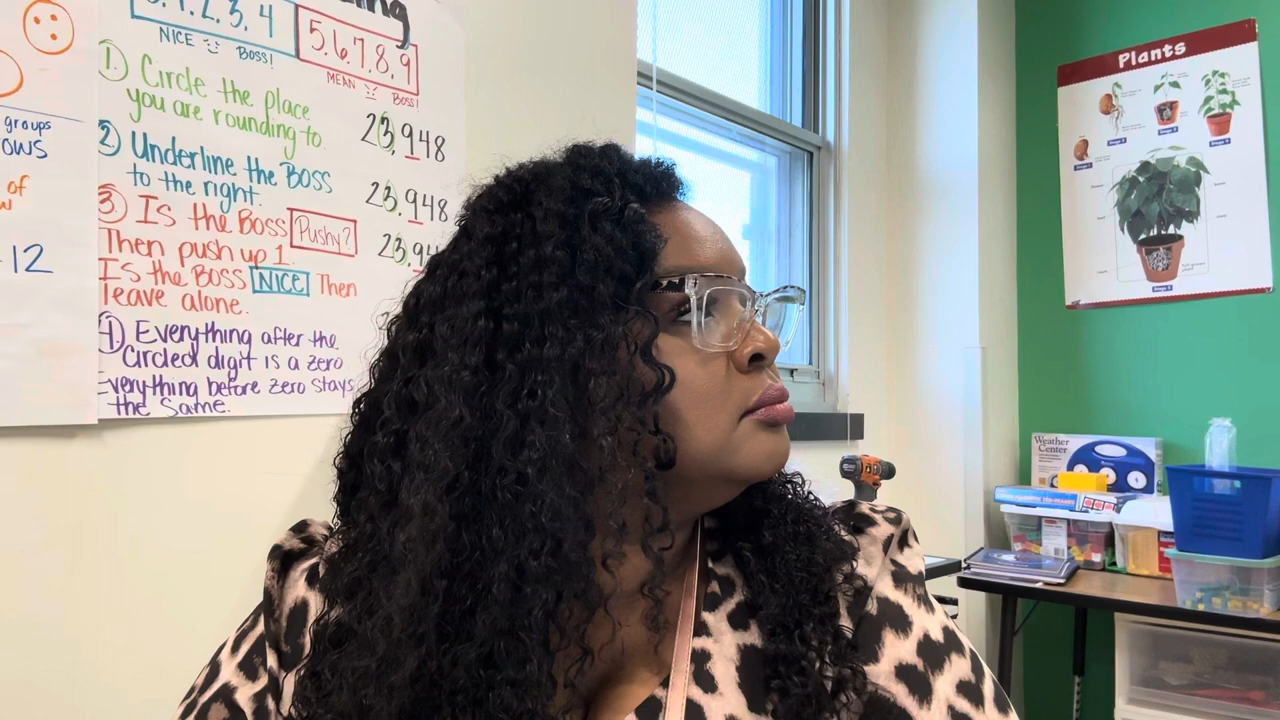 groups
ows
of
w
12
0.1.2.3,4
5.6.7.8.9
NICE BOSS!
MEAN BOSS!
① Circle the place
you are rounding to.
23,948
② Underline the Boss
to the right.
23,948
③ Is the Boss Pushy?
Then push up 1.
23,94
Is the Boss NICE! Then
leave alone.
④ Everything after the
Circled digit is a zero
Everything before zero stays
the Same.
Plants
Weather
Center